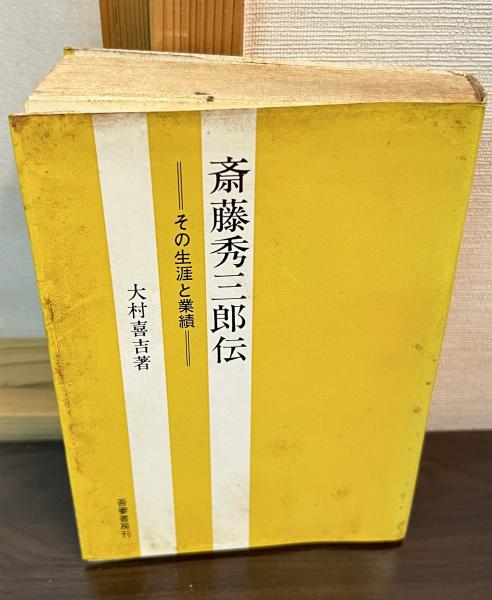 斎藤秀三郎伝
──その生涯と業績──
大村喜吉著
吾妻書房刊